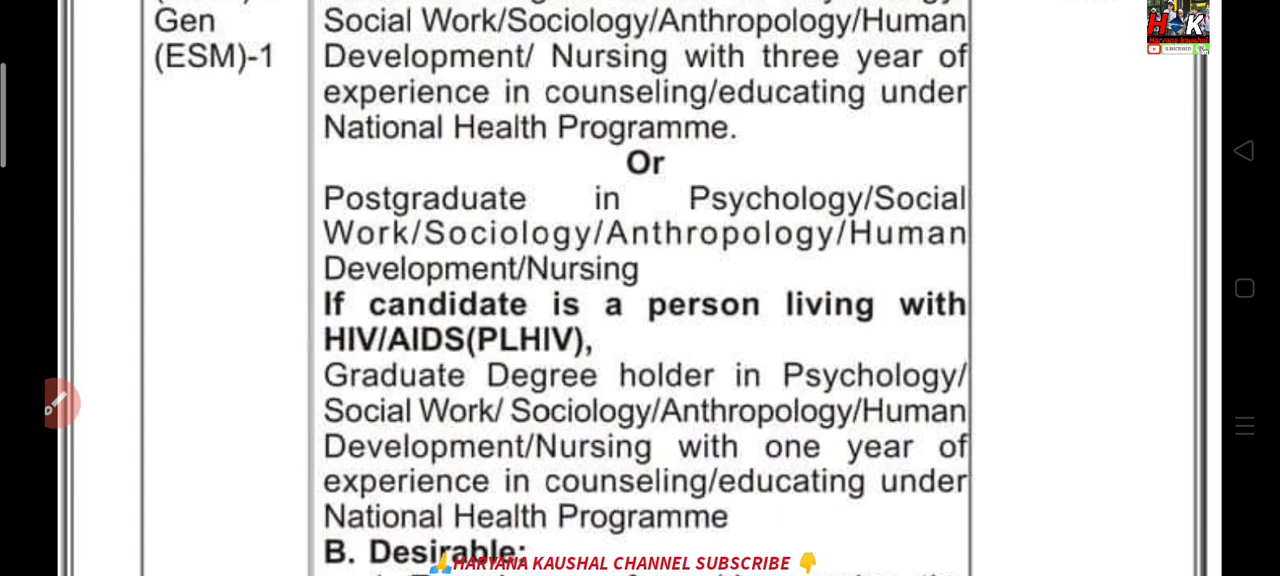 Gen
(ESM)-1
Social Work/Sociology/Anthropology/Human
Development/ Nursing with three year of
experience in counseling/educating under
National Health Programme.
Or
Postgraduate in Psychology/Social
Work/Sociology/Anthropology/Human
Development/Nursing
If candidate is a person living with
HIV/AIDS(PLHIV),
Graduate Degree holder in Psychology/
Social Work/ Sociology/Anthropology/Human
Development/Nursing with one year of
experience in counseling/educating under
National Health Programme
B. Desirable:
HARYANA KAUSHAL CHANNEL SUBSCRIBE
H K
Haryana kaushal
SUBSCRIBED